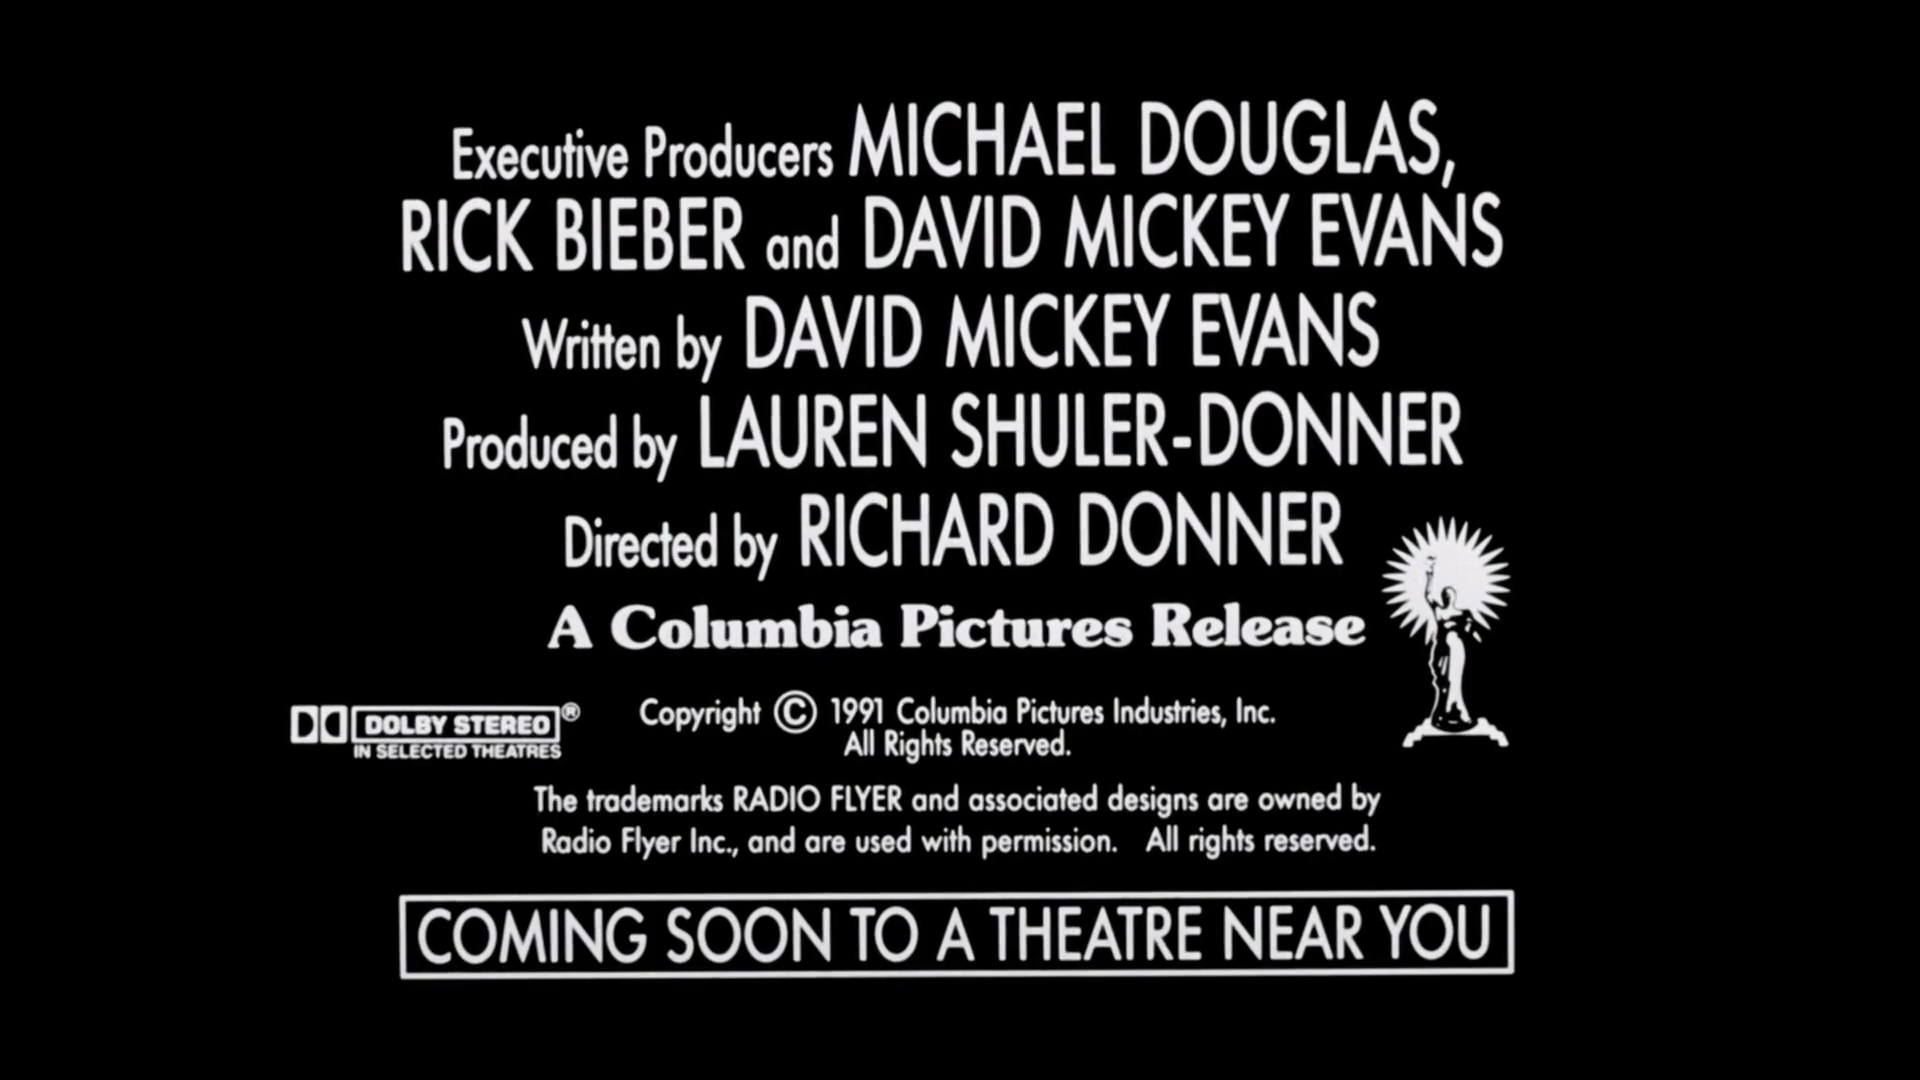 Executive Producers MICHAEL DOUGLAS,
RICK BIEBER and DAVID MICKEY EVANS
Written by DAVID MICKEY EVANS
Produced by LAUREN SHULER-DONNER
Directed by RICHARD DONNER
A Columbia Pictures Release
DOLBY STEREO®
IN SELECTED THEATRES
Copyright © 1991 Columbia Pictures Industries, Inc.
All Rights Reserved.
The trademarks RADIO FLYER and associated designs are owned by
Radio Flyer Inc., and are used with permission. All rights reserved.
COMING SOON TO A THEATRE NEAR YOU